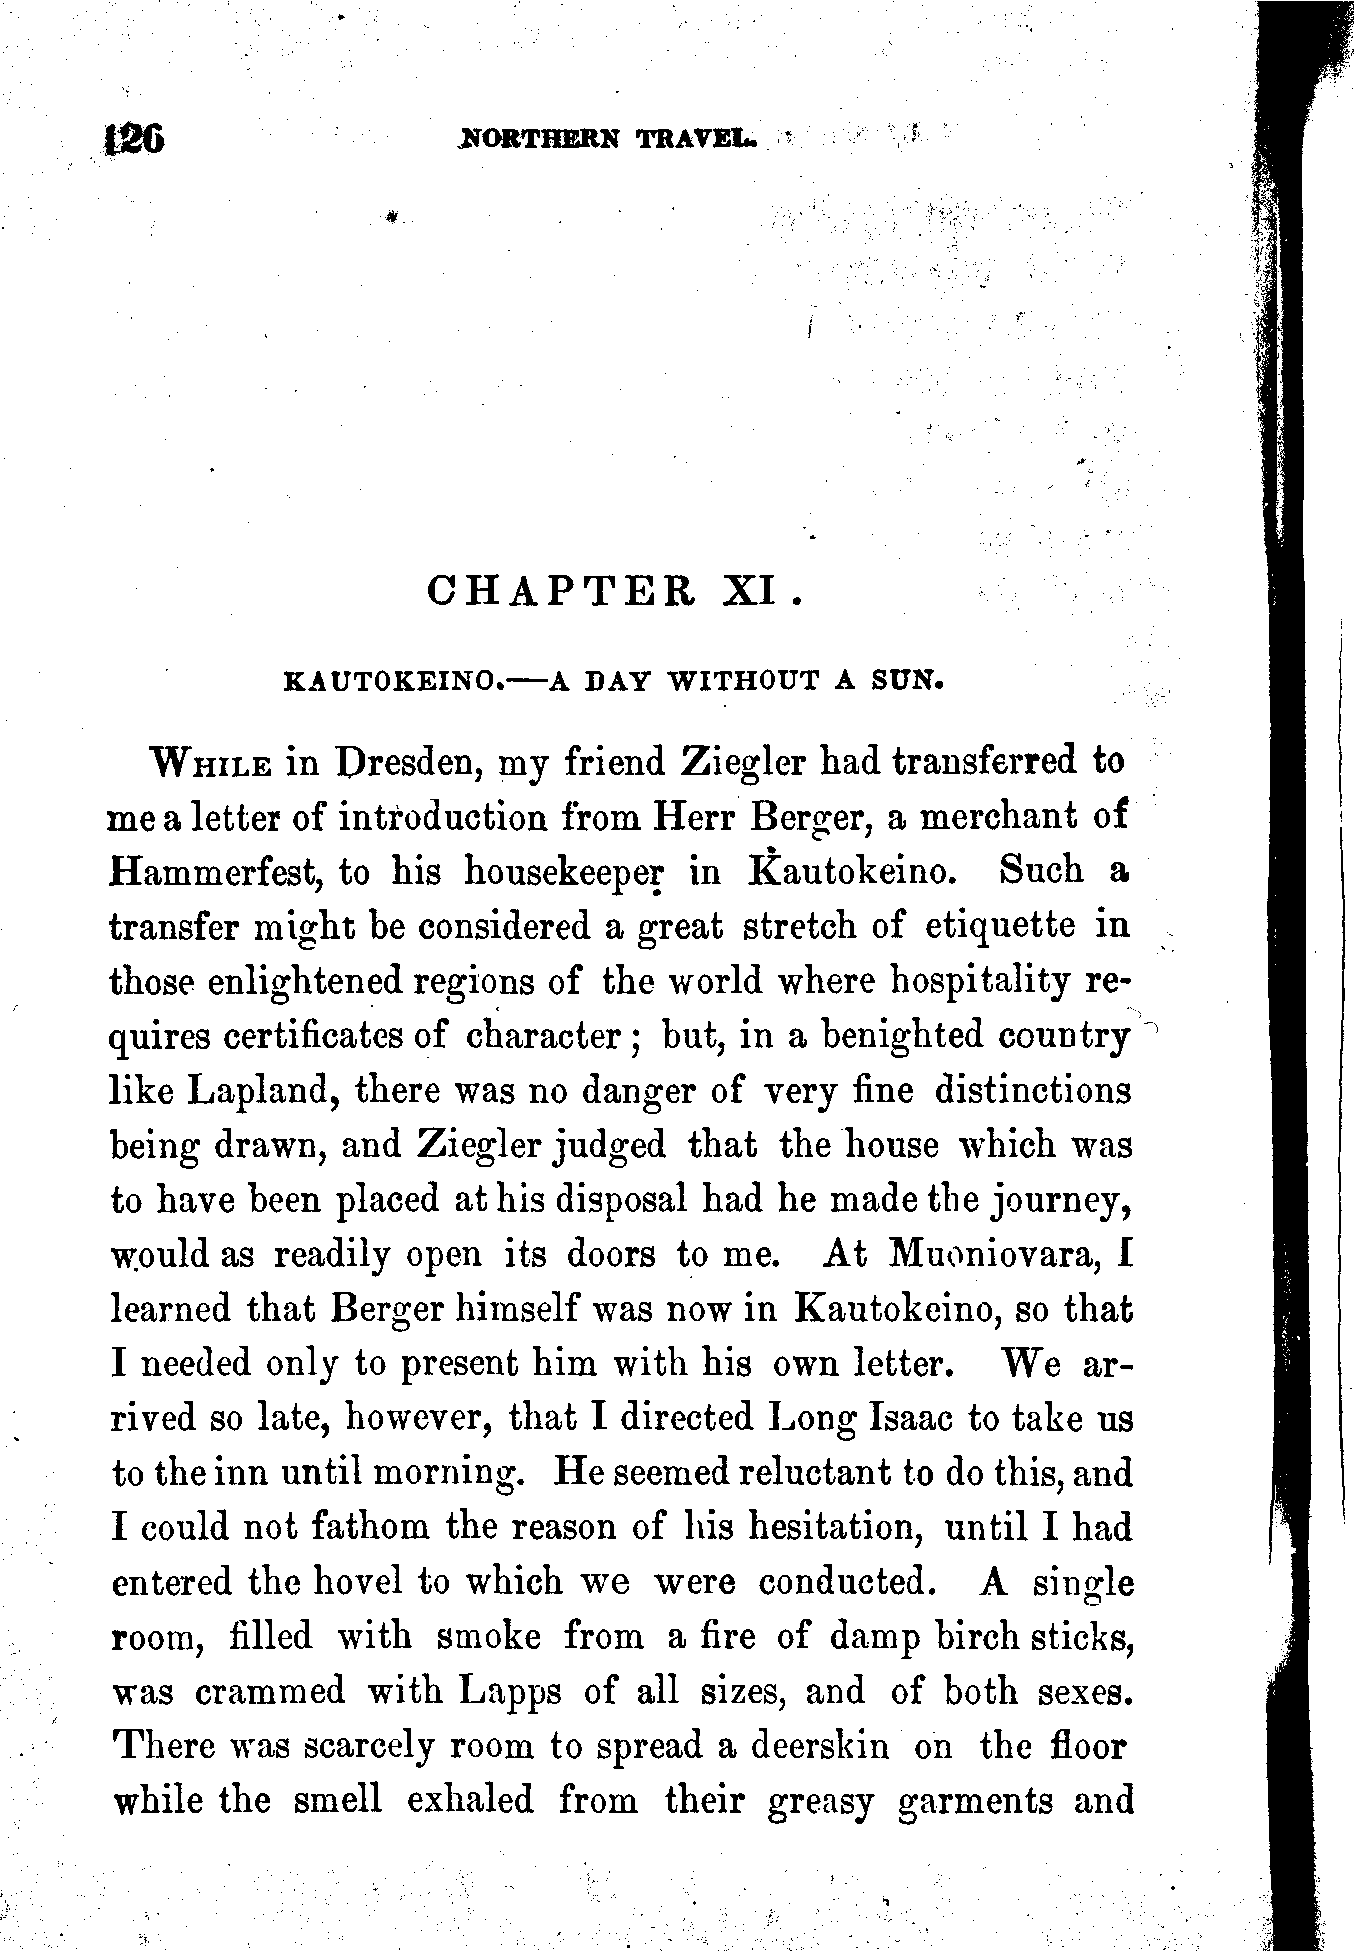 126 NORTHERN TRAVEL.
CHAPTER XI.
KAUTOKEINO.—A DAY WITHOUT A SUN.
WHILE in Dresden, my friend Ziegler had transferred to
me a letter of introduction from Herr Berger, a merchant of
Hammerfest, to his housekeeper in Kautokeino. Such a
transfer might be considered a great stretch of etiquette in
those enlightened regions of the world where hospitality re-
quires certificates of character; but, in a benighted country
like Lapland, there was no danger of very fine distinctions
being drawn, and Ziegler judged that the house which was
to have been placed at his disposal had he made the journey,
would as readily open its doors to me. At Muoniovara, I
learned that Berger himself was now in Kautokeino, so that
I needed only to present him with his own letter. We ar-
rived so late, however, that I directed Long Isaac to take us
to the inn until morning. He seemed reluctant to do this, and
I could not fathom the reason of his hesitation, until I had
entered the hovel to which we were conducted. A single
room, filled with smoke from a fire of damp birch sticks,
was crammed with Lapps of all sizes, and of both sexes.
There was scarcely room to spread a deerskin on the floor
while the smell exhaled from their greasy garments and